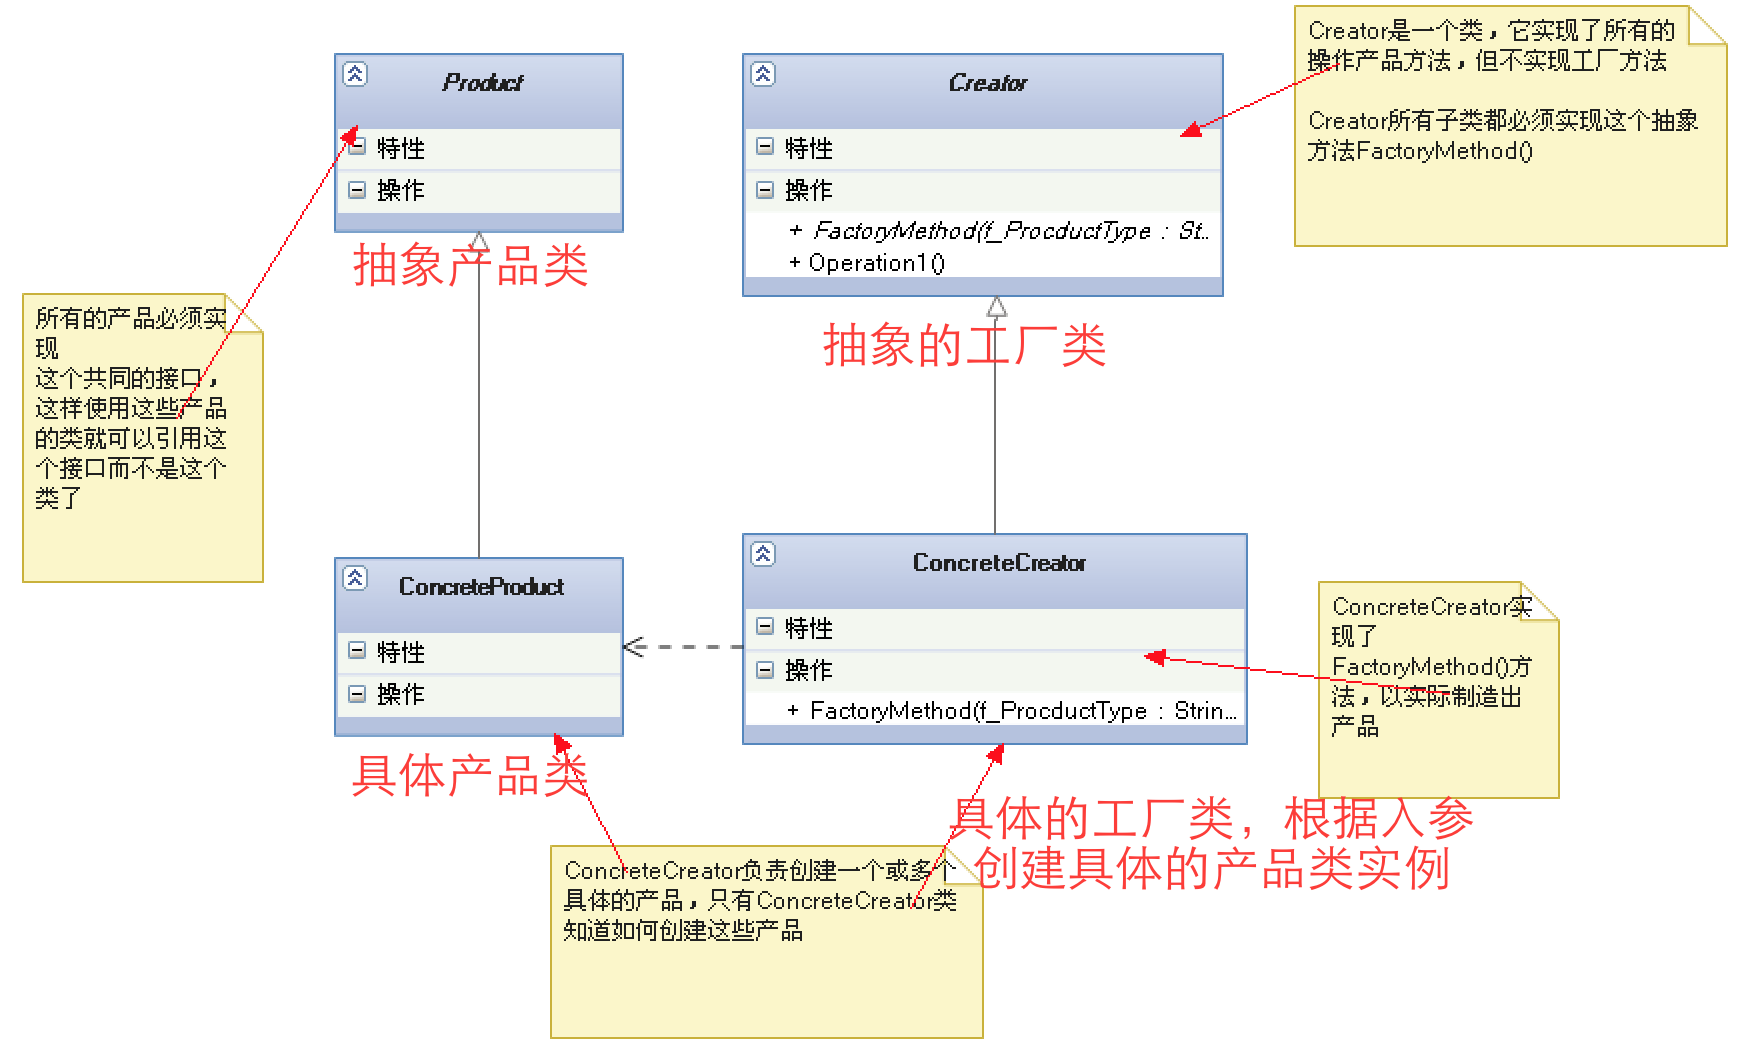 Creator是一个类，它实现了所有的
操作产品方法，但不实现工厂方法
Creator所有子类都必须实现这个抽象
方法FactoryMethod()
Product
特性
操作
抽象产品类
Creator
特性
操作
+ FactoryMethod(f_ProcductType : St..
+ Operation1()
抽象的工厂类
所有的产品必须实
现
这个共同的接口，
这样使用这些产品
的类就可以引用这
个接口而不是这个
类了
ConcreteProduct
特性
操作
具体产品类
ConcreteCreator
特性
操作
+ FactoryMethod(f_ProcductType : Strin...
ConcreteCreator实
现了
FactoryMethod()方
法，以实际制造出
产品
具体的工厂类，根据入参
创建具体的产品类实例
ConcreteCreator负责创建一个或多个
具体的产品，只有ConcreteCreator类
知道如何创建这些产品